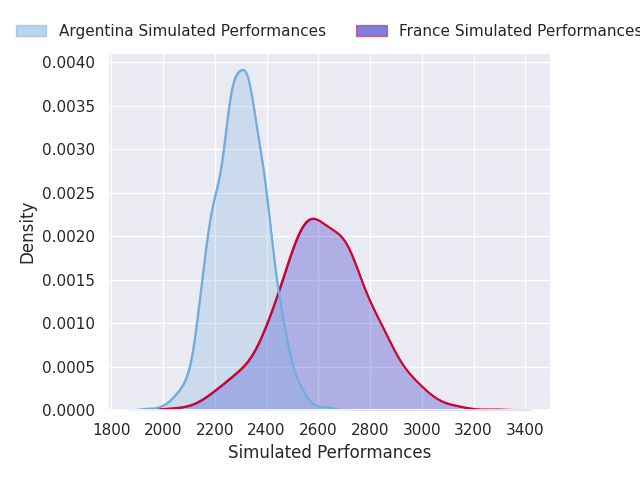 Argentina Simulated Performances France Simulated Performances
0.0040
0.0035
0.0030
0.0025
0.0020
0.0015
0.0010
0.0005
0.0000
Density
1800 2000 2200 2400 2600 2800 3000 3200 3400
Simulated Performances